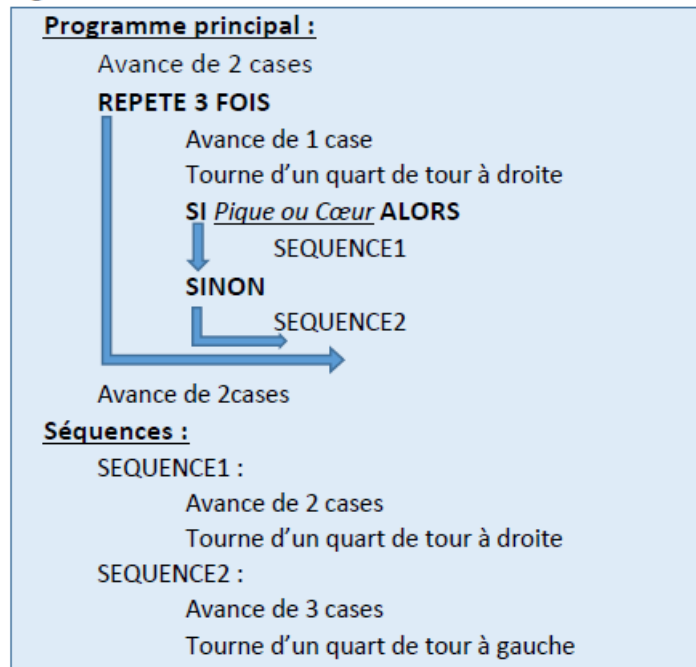 Programme principal :
Avance de 2 cases
REPETE 3 FOIS
Avance de 1 case
Tourne d'un quart de tour à droite
SI Pique ou Cœur ALORS
SEQUENCE1
SINON
SEQUENCE2
Avance de 2cases
Séquences :
SEQUENCE1 :
Avance de 2 cases
Tourne d'un quart de tour à droite
SEQUENCE2 :
Avance de 3 cases
Tourne d'un quart de tour à gauche